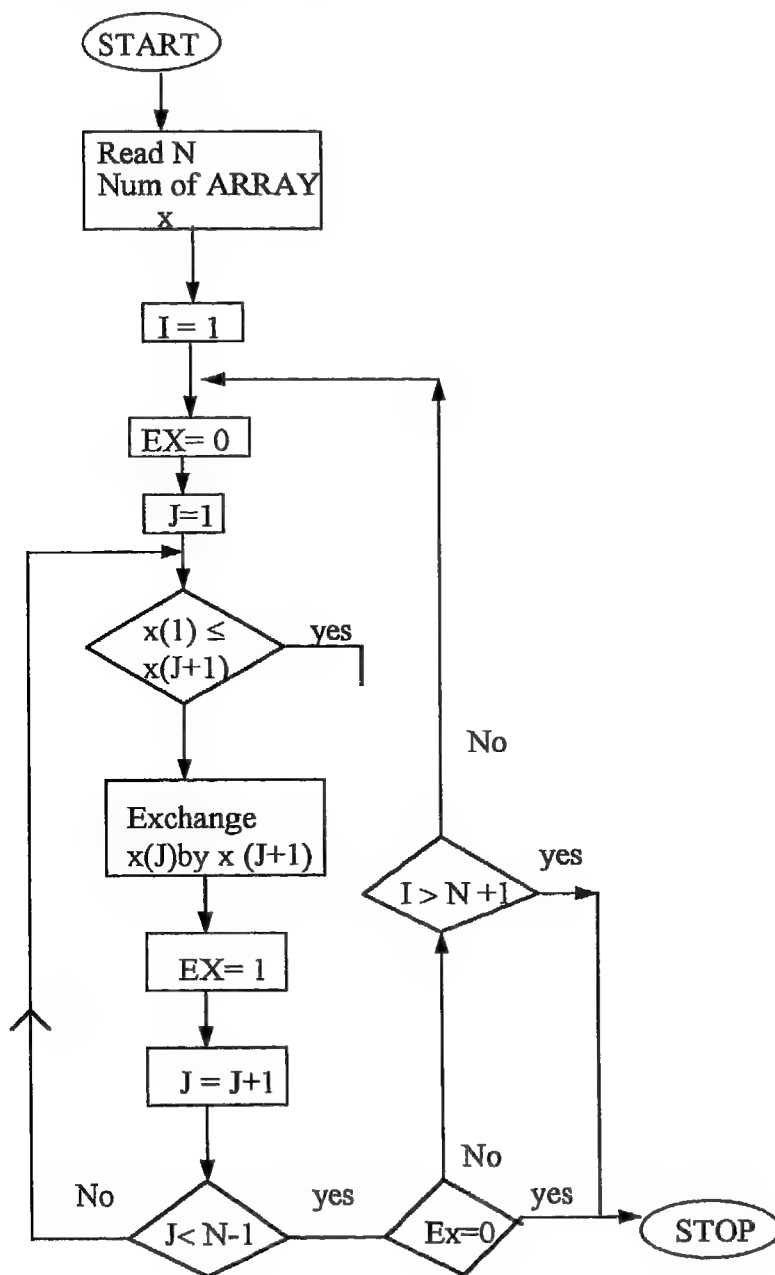 START
Read N
Num of ARRAY
x
I = 1
EX= 0
J=1
x(1) ≤
x(J+1)
yes
Exchange
x(J)by x (J+1)
EX= 1
J = J+1
J< N-1
No
yes
Ex=0
No
yes
I > N +1
No
yes
STOP